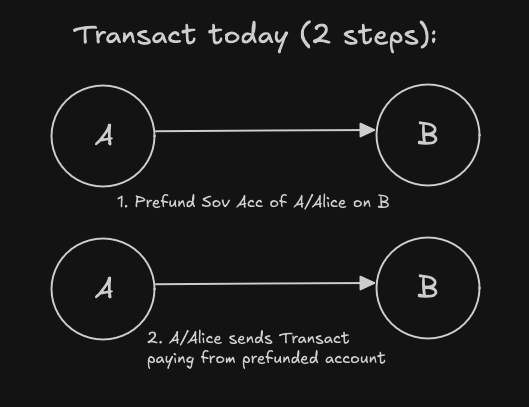 Transact today (2 steps):
A
B
1. Prefund Sov Acc of A/Alice on B
A
B
2. A/Alice sends Transact
paying from prefunded account